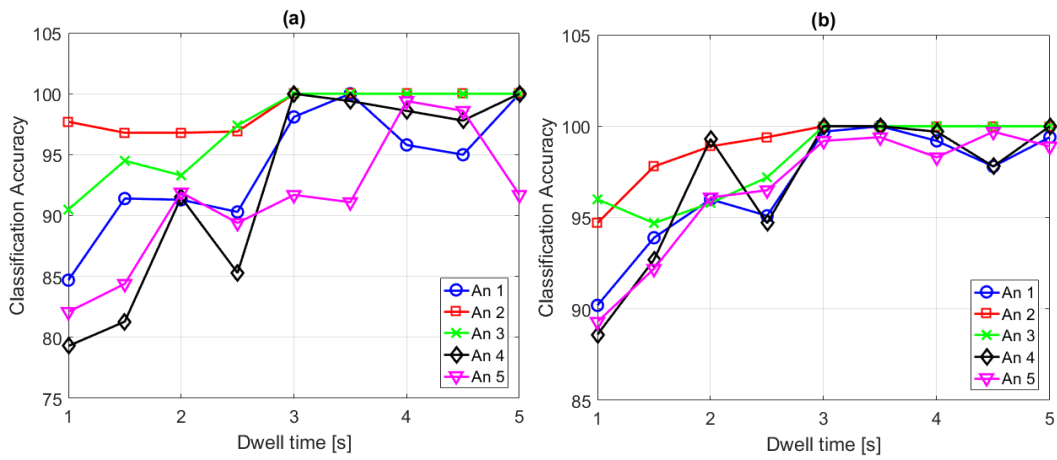 (a)
105
100
95
90
85
80
75
Classification Accuracy
1 2 3 4 5
Dwell time [s]
An 1
An 2
An 3
An 4
An 5
(b)
105
100
95
90
85
Classification Accuracy
1 2 3 4 5
Dwell time [s]
An 1
An 2
An 3
An 4
An 5